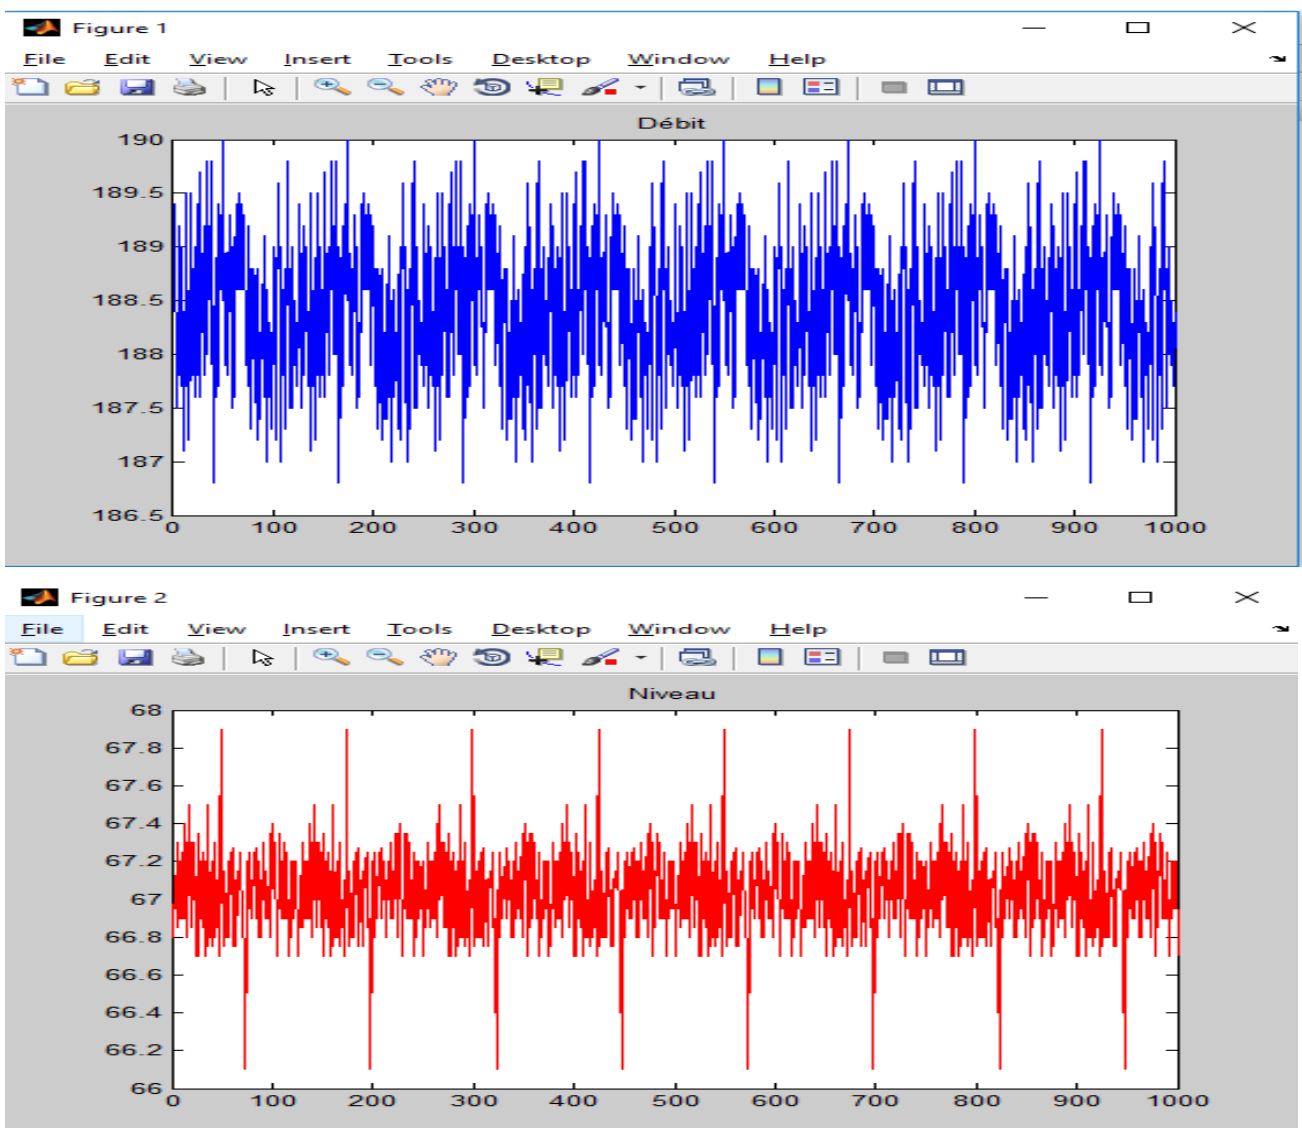 Figure 1
File Edit View Insert Tools Desktop Window Help
Débit
190
189.5
189
188.5
188
187.5
187
186.5
0 100 200 300 400 500 600 700 800 900 1000
Figure 2
File Edit View Insert Tools Desktop Window Help
Niveau
68
67.8
67.6
67.4
67.2
67
66.8
66.6
66.4
66.2
66
0 100 200 300 400 500 600 700 800 900 1000